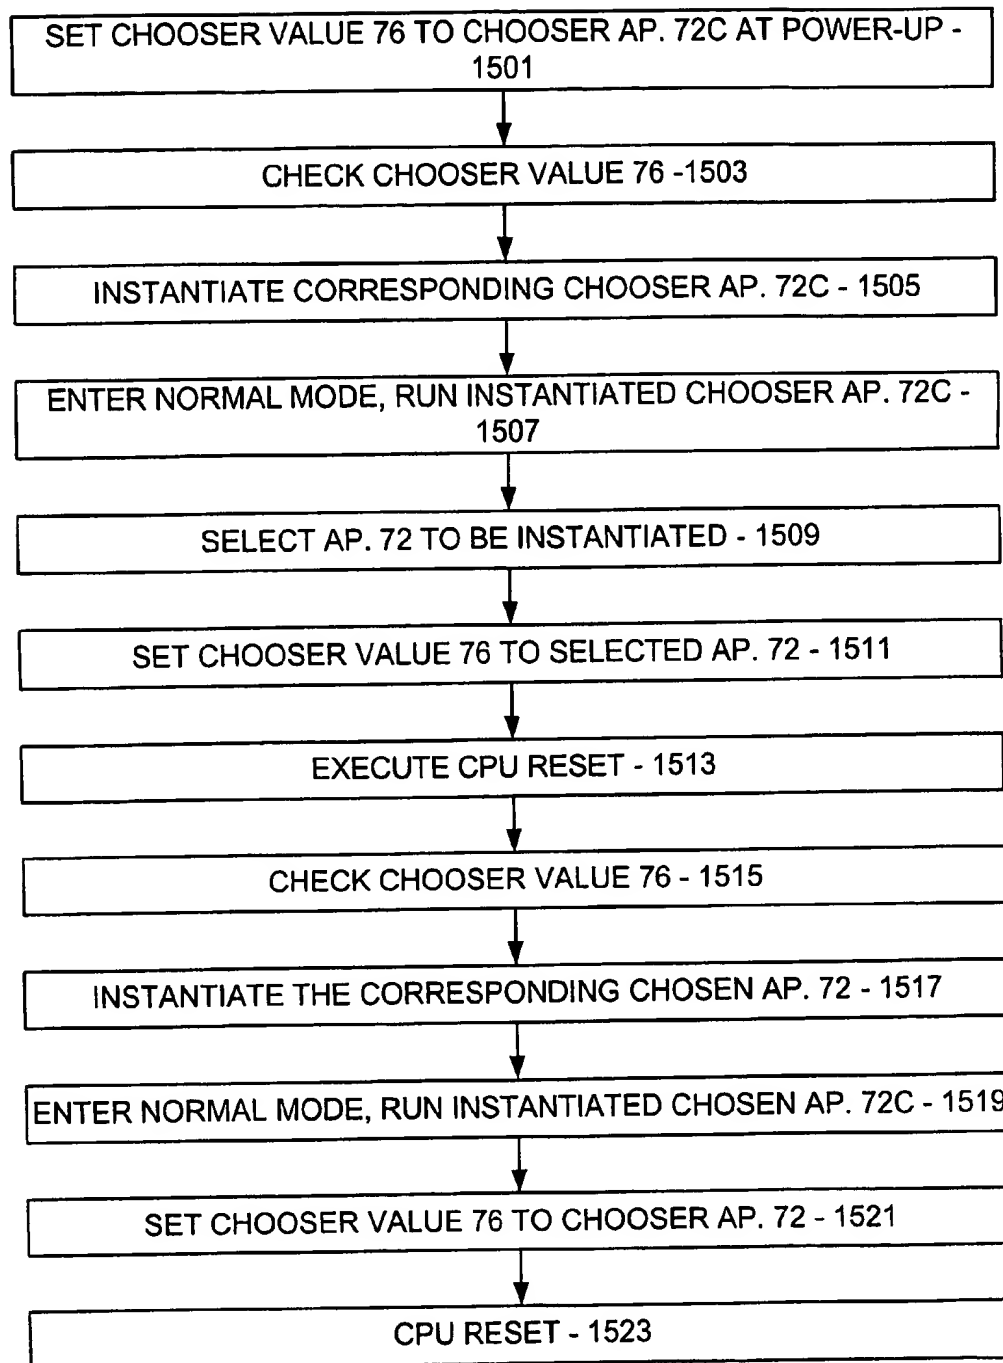 SET CHOOSER VALUE 76 TO CHOOSER AP. 72C AT POWER-UP -
1501
CHECK CHOOSER VALUE 76 -1503
INSTANTIATE CORRESPONDING CHOOSER AP. 72C - 1505
ENTER NORMAL MODE, RUN INSTANTIATED CHOOSER AP. 72C -
1507
SELECT AP. 72 TO BE INSTANTIATED - 1509
SET CHOOSER VALUE 76 TO SELECTED AP. 72 - 1511
EXECUTE CPU RESET - 1513
CHECK CHOOSER VALUE 76 - 1515
INSTANTIATE THE CORRESPONDING CHOSEN AP. 72 - 1517
ENTER NORMAL MODE, RUN INSTANTIATED CHOSEN AP. 72C - 1519
SET CHOOSER VALUE 76 TO CHOOSER AP. 72 - 1521
CPU RESET - 1523